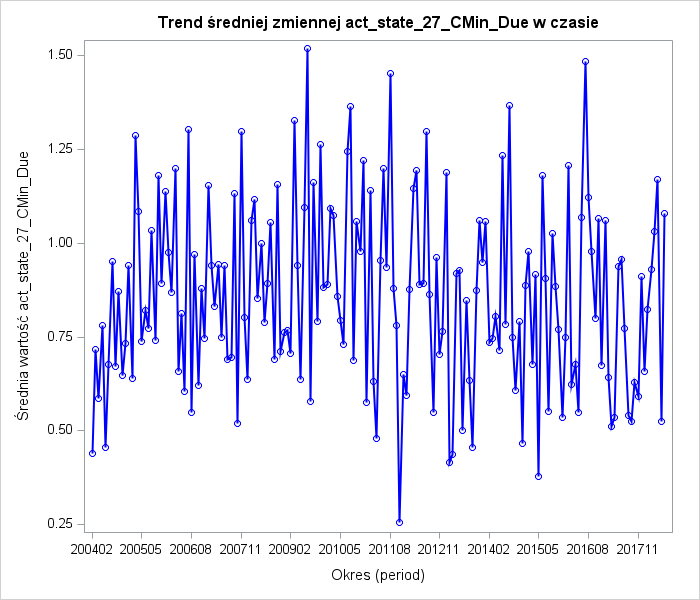 Trend średniej zmiennej act_state_27_CMin_Due w czasie
Średnia wartość act_state_27_CMin_Due
1.50
1.25
1.00
0.75
0.50
0.25
200402 200505 200608 200711 200902 201005 201108 201211 201402 201505 201608 201711
Okres (period)